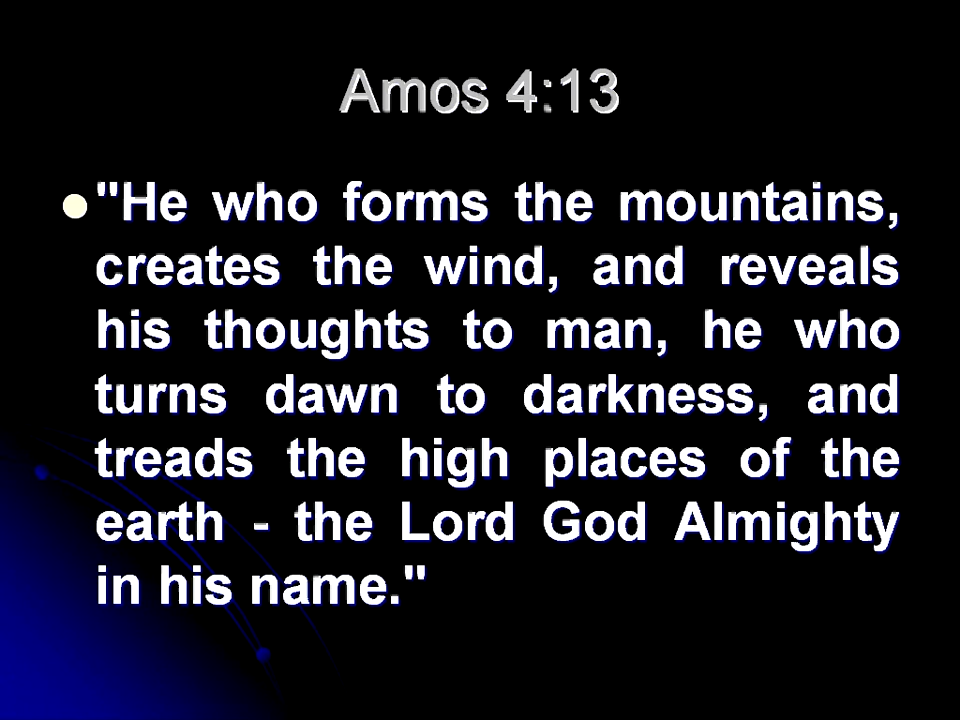 Amos 4:13
"He who forms the mountains,
creates the wind, and reveals
his thoughts to man, he who
turns dawn to darkness, and
treads the high places of the
earth - the Lord God Almighty
in his name."